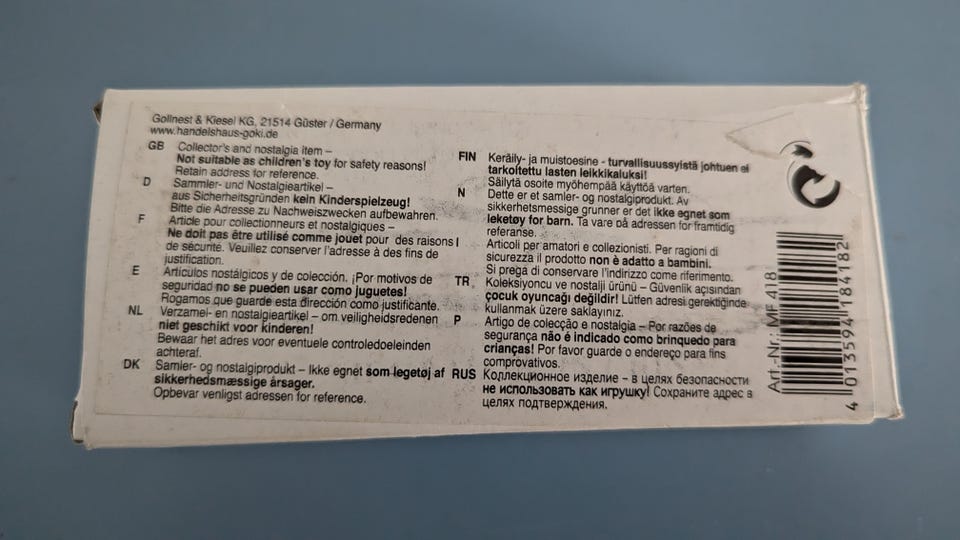 Gollnest & Kiesel KG, 21514 Güster / Germany
www.handelshaus-goki.de
GB Collector's and nostalgia item –
Not suitable as children's toy for safety reasons!
Retain address for reference.
D Sammler- und Nostalgieartikel –
aus Sicherheitsgründen kein Kinderspielzeug!
Bitte die Adresse zu Nachweiszwecken aufbewahren.
F Article pour collectionneurs et nostalgiques –
Ne doit pas être utilisé comme jouet pour des raisons
de sécurité. Veuillez conserver l'adresse à des fins de
justification.
E Artículos nostálgicos y de colección. ¡Por motivos de
seguridad no se pueden usar como juguetes!
Rogamos que guarde esta dirección como justificante.
NL Verzamel- en nostalgieartikel – om veiligheidsredenen
niet geschikt voor kinderen!
Bewaar het adres voor eventuele controledoeleinden
achteraf.
DK Samler- og nostalgiprodukt – Ikke egnet som legetøj af
sikkerhedsmæssige årsager.
Opbevar venligst adressen for reference.
FIN Keräily- ja muistoesine - turvallisuussyistä johtuen ei
tarkoitettu lasten leikkikaluksi!
Säilytä osoite myöhempää käyttöä varten.
N Dette er et samler- og nostalgiprodukt. Av
sikkerhetsmessige grunner er det ikke egnet som
leketøy for barn. Ta vare på adressen for framtidig
referanse.
I Articoli per amatori e collezionisti. Per ragioni di
sicurezza il prodotto non è adatto a bambini.
Si prega di conservare l'indirizzo come riferimento.
TR Koleksiyoncu ve nostalji ürünü – Güvenlik açısından
çocuk oyuncağı değildir! Lütfen adresi gerektiğinde
kullanmak üzere saklayınız.
P Artigo de colecção e nostalgia – Por razões de
segurança não é indicado como brinquedo para
crianças! Por favor guarde o endereço para fins
comprovativos.
RUS Коллекционное изделие – в целях безопасности
не использовать как игрушку! Сохраните адрес в
целях подтверждения.
Art.-Nr.: MF 418
4 013594 184182